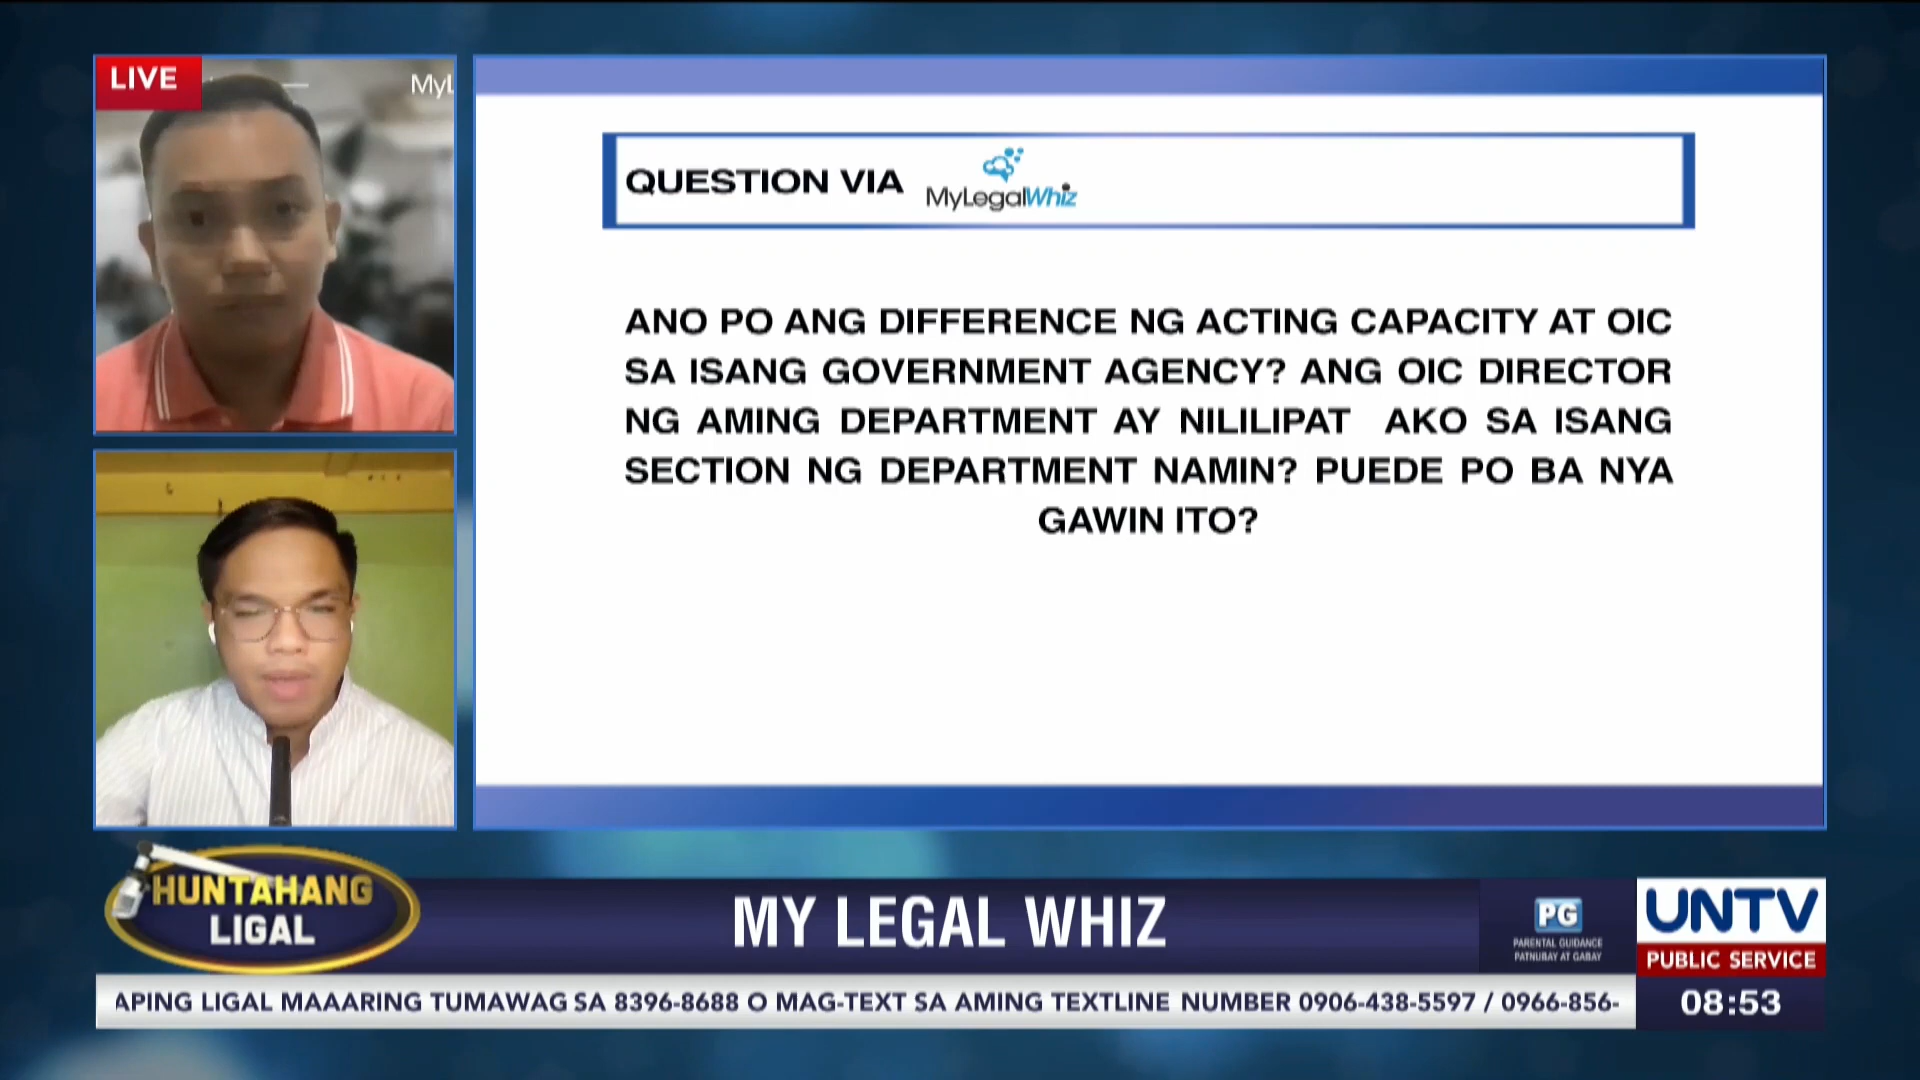 LIVE
MyL
QUESTION VIA MyLegalWhiz
ANO PO ANG DIFFERENCE NG ACTING CAPACITY AT OIC
SA ISANG GOVERNMENT AGENCY? ANG OIC DIRECTOR
NG AMING DEPARTMENT AY NILILIPAT AKO SA ISANG
SECTION NG DEPARTMENT NAMIN? PUEDE PO BA NYA
GAWIN ITO?
HUNTAHANG
LIGAL
MY LEGAL WHIZ
PG
PARENTAL GUIDANCE
PATNUBAY AT GABAY
UNTV
PUBLIC SERVICE
APING LIGAL MAAARING TUMAWAG SA 8396-8688 O MAG-TEXT SA AMING TEXTLINE NUMBER 0906-438-5597 / 0966-856-
08:53